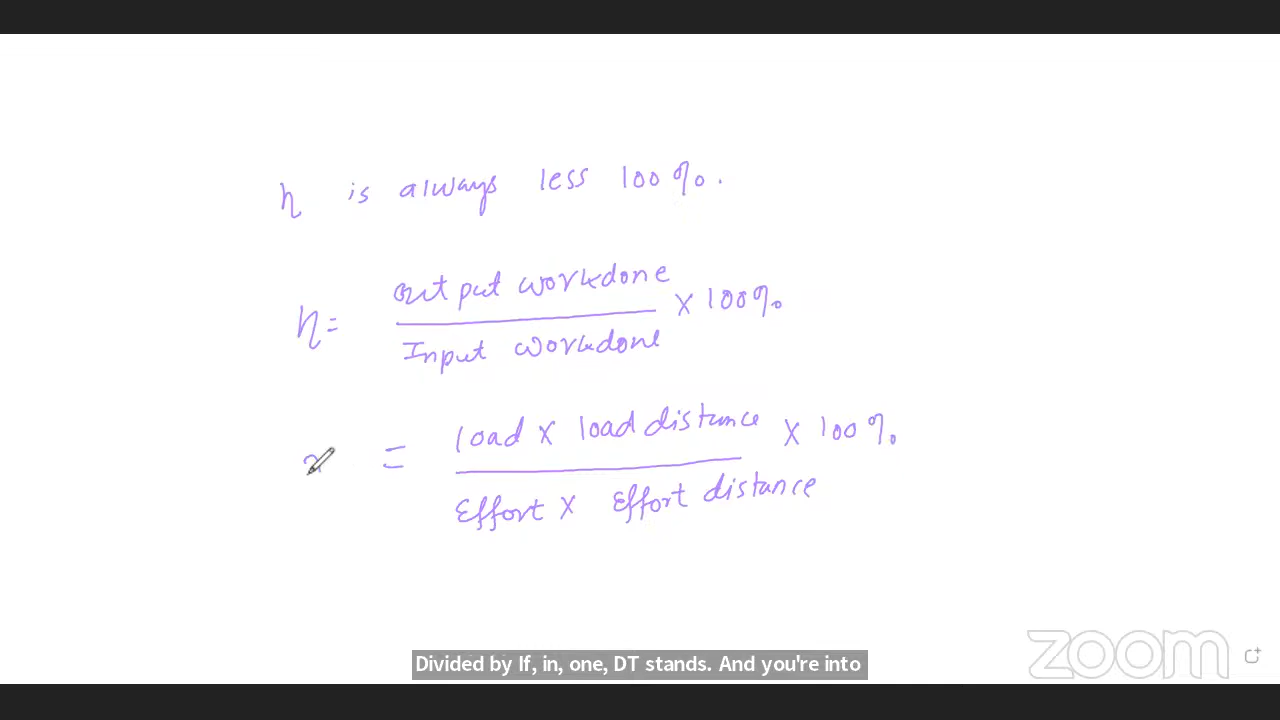 η is always less 100%.
η = Output workdone / Input workdone × 100%
= load × load distance / Effort × Effort distance × 100%
Divided by If, in, one, DT stands. And you're into
zoom